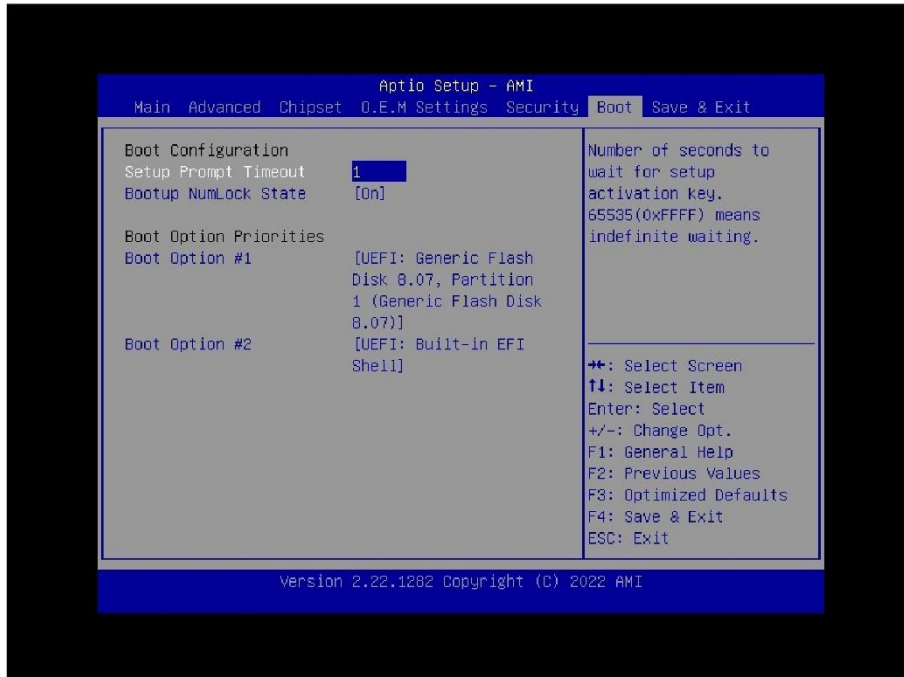 Aptio Setup - AMI
Main Advanced Chipset O.E.M Settings Security Boot Save & Exit
Boot Configuration
Setup Prompt Timeout 1
Bootup NumLock State [On]
Boot Option Priorities
Boot Option #1 [UEFI: Generic Flash
Disk 8.07, Partition
1 (Generic Flash Disk
8.07)]
Boot Option #2 [UEFI: Built-in EFI
Shell]
Number of seconds to
wait for setup
activation key.
65535(0xFFFF) means
indefinite waiting.
→←: Select Screen
↑↓: Select Item
Enter: Select
+/-: Change Opt.
F1: General Help
F2: Previous Values
F3: Optimized Defaults
F4: Save & Exit
ESC: Exit
Version 2.22.1282 Copyright (C) 2022 AMI